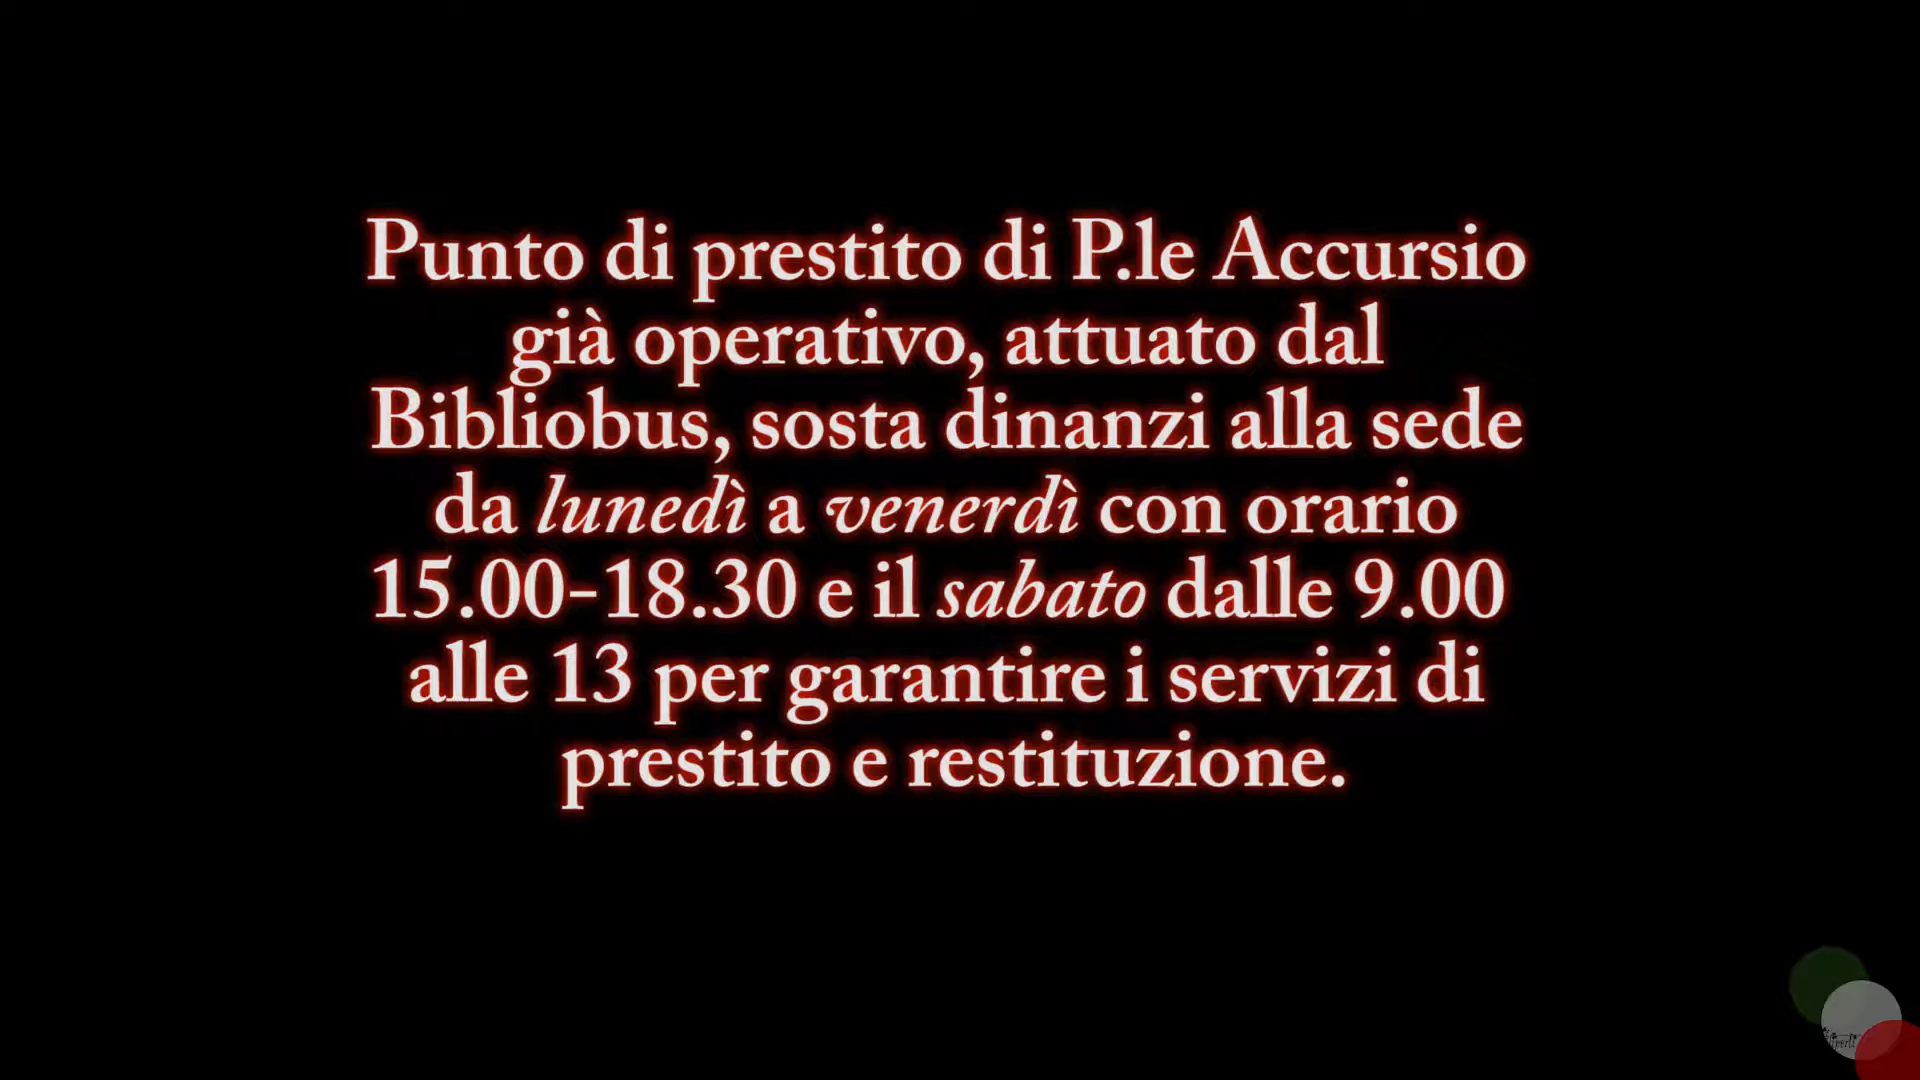 Punto di prestito di P.le Accursio
già operativo, attuato dal
Bibliobus, sosta dinanzi alla sede
da lunedì a venerdì con orario
15.00-18.30 e il sabato dalle 9.00
alle 13 per garantire i servizi di
prestito e restituzione.